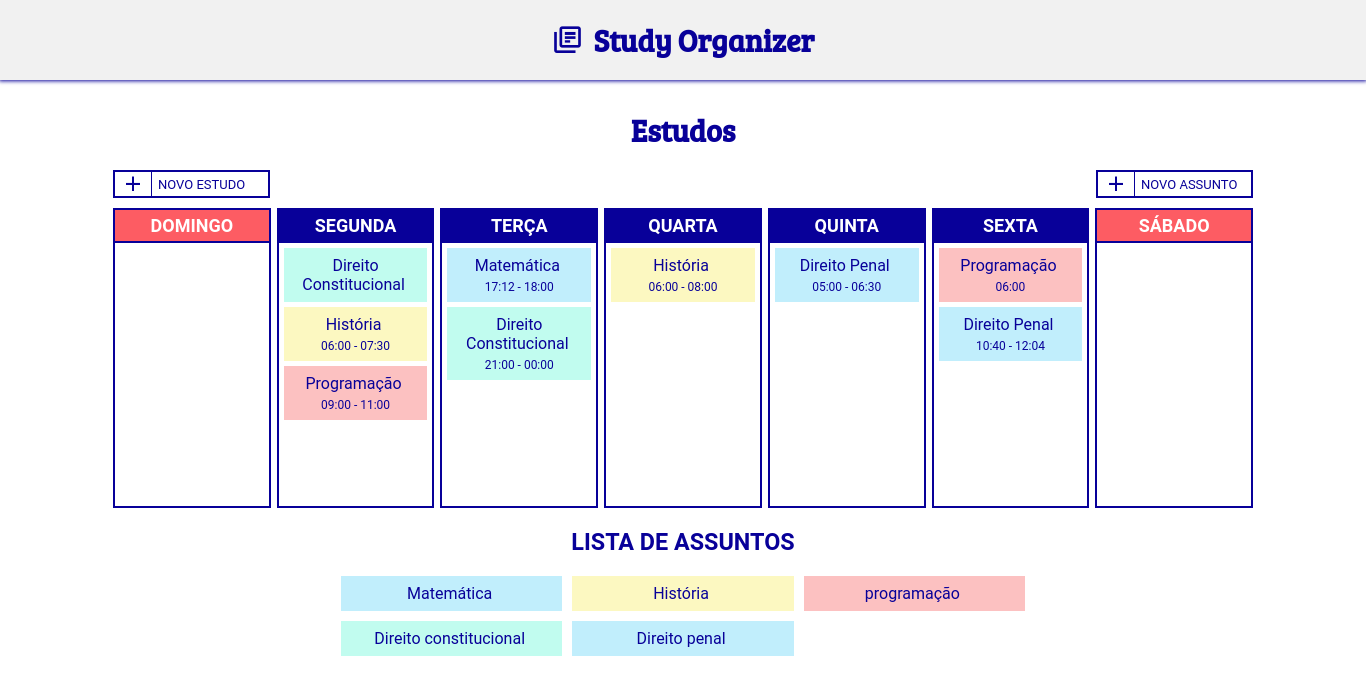 Study Organizer
Estudos
NOVO ESTUDO
NOVO ASSUNTO
DOMINGO
SEGUNDA
Direito
Constitucional
História
06:00 - 07:30
Programação
09:00 - 11:00
TERÇA
Matemática
17:12 - 18:00
Direito
Constitucional
21:00 - 00:00
QUARTA
História
06:00 - 08:00
QUINTA
Direito Penal
05:00 - 06:30
SEXTA
Programação
06:00
Direito Penal
10:40 - 12:04
SÁBADO
LISTA DE ASSUNTOS
Matemática
História
programação
Direito constitucional
Direito penal